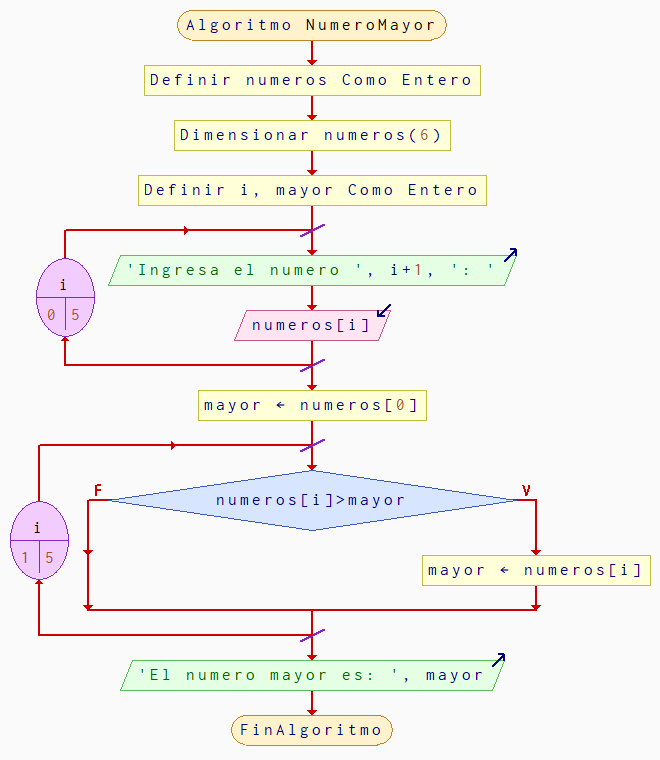 Algoritmo NumeroMayor
Definir numeros Como Entero
Dimensionar numeros(6)
Definir i, mayor Como Entero
'Ingresa el numero ', i+1, ': '
i
0 5
numeros[i]
mayor ← numeros[0]
F
numeros[i]>mayor
V
i
1 5
mayor ← numeros[i]
'El numero mayor es: ', mayor
FinAlgoritmo